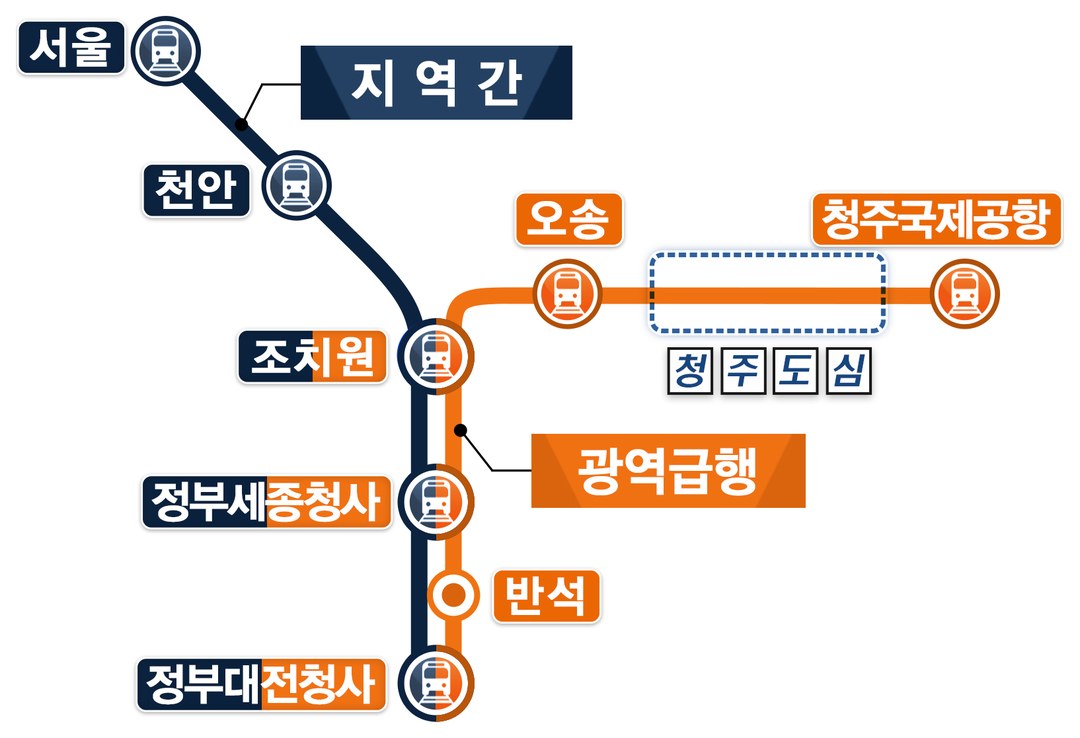 서울
지역간
천안
오송
청주국제공항
조치원
청주도심
광역급행
정부세종청사
반석
정부대전청사